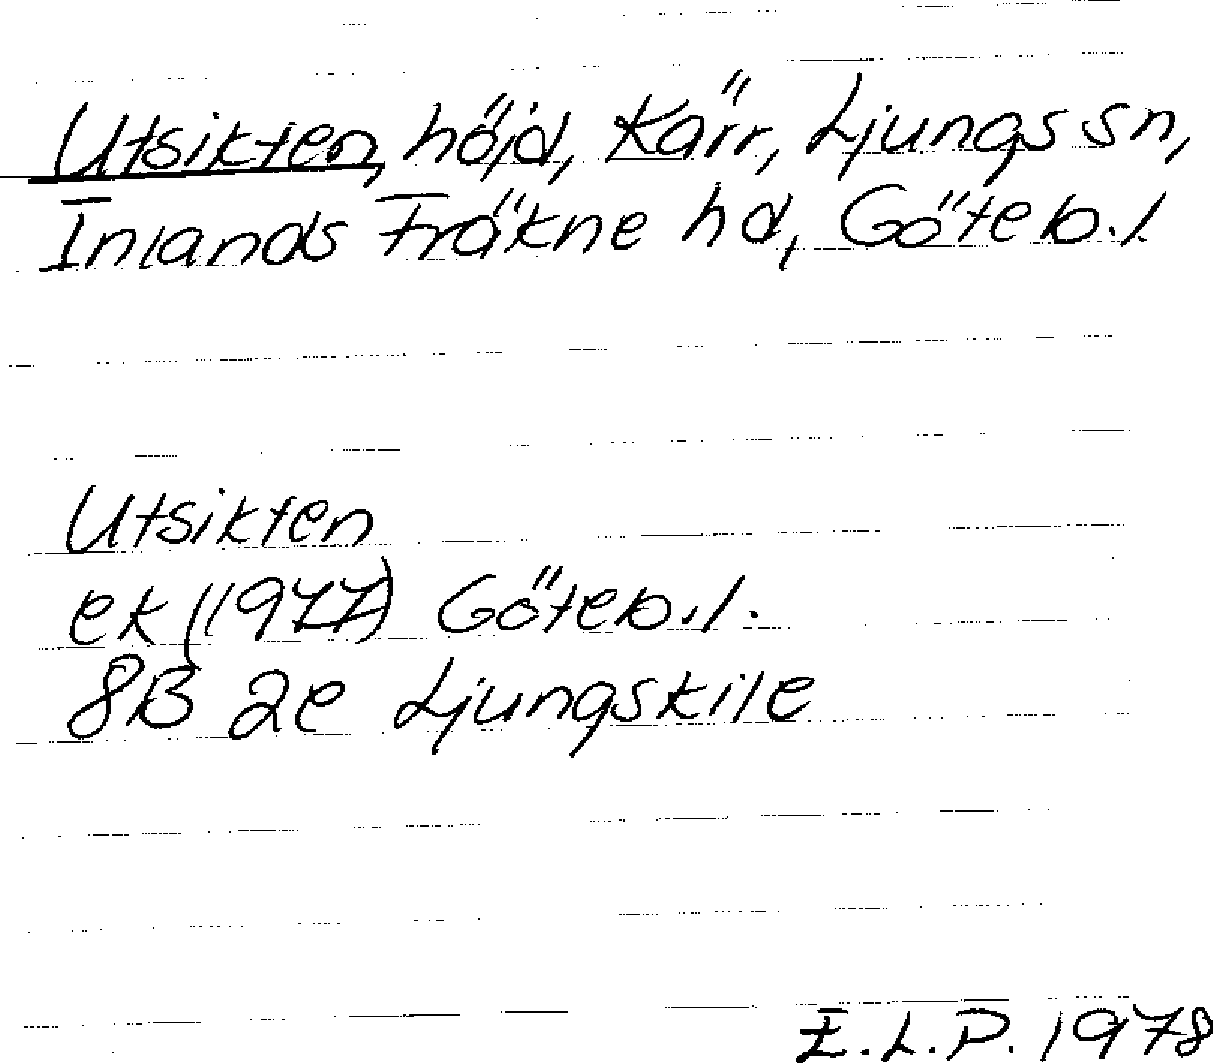 Utsikten, höjd, Kärr, Ljungs sn,
Inlands Fräkne hd, Göteb.l.
Utsikten
ek (1977) Göteb.l.
8B 2e Ljungskile
E.L.P. 1978